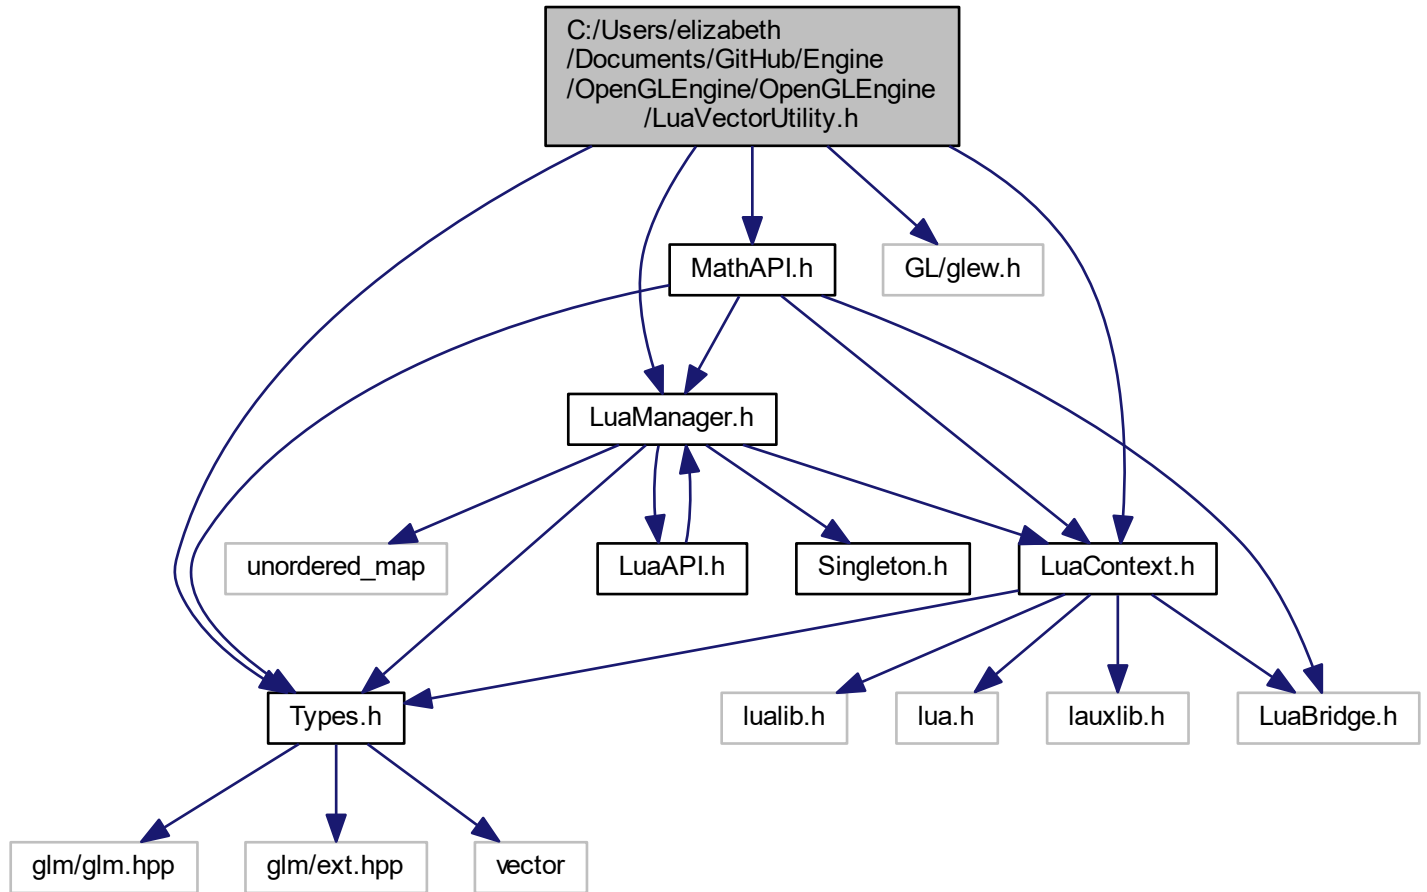 C:/Users/elizabeth
/Documents/GitHub/Engine
/OpenGLEngine/OpenGLEngine
/LuaVectorUtility.h
MathAPI.h
GL/glew.h
LuaManager.h
unordered_map
LuaAPI.h
Singleton.h
LuaContext.h
Types.h
lualib.h
lua.h
lauxlib.h
LuaBridge.h
glm/glm.hpp
glm/ext.hpp
vector